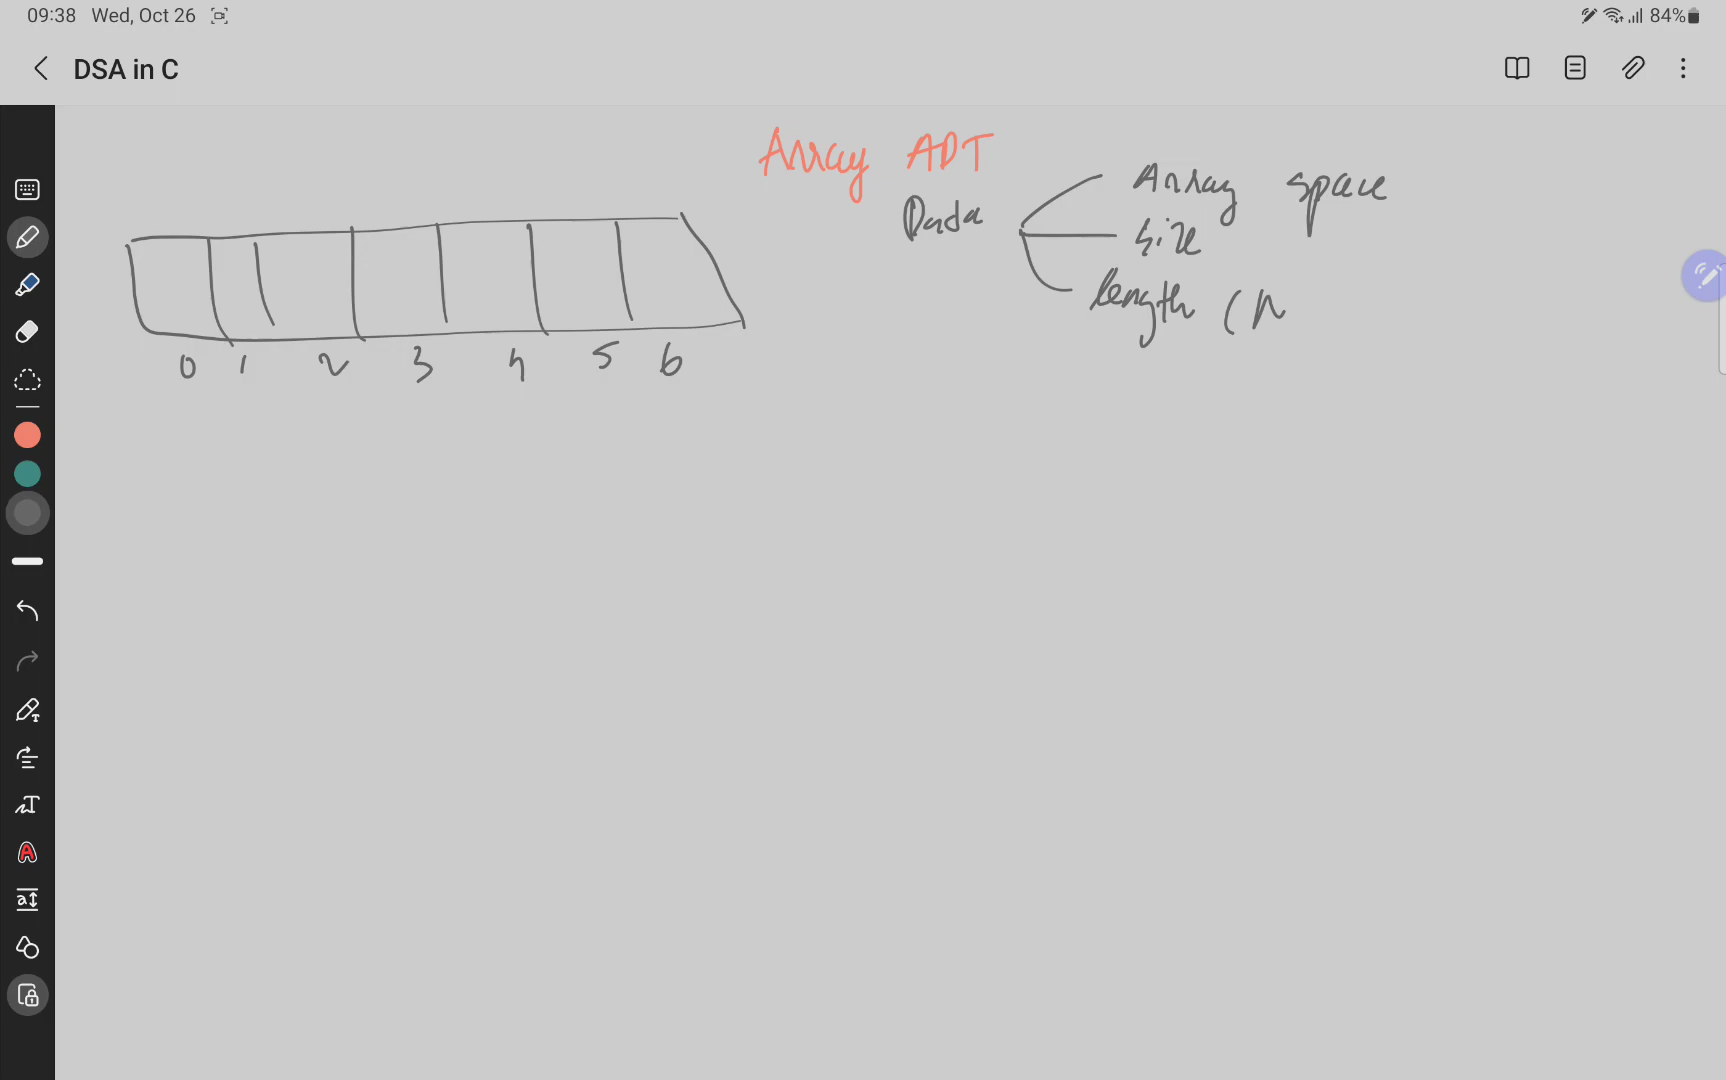 09:38 Wed, Oct 26 84%
DSA in C
Array ADT
Data Array space
size
length (n
0 1 2 3 4 5 6